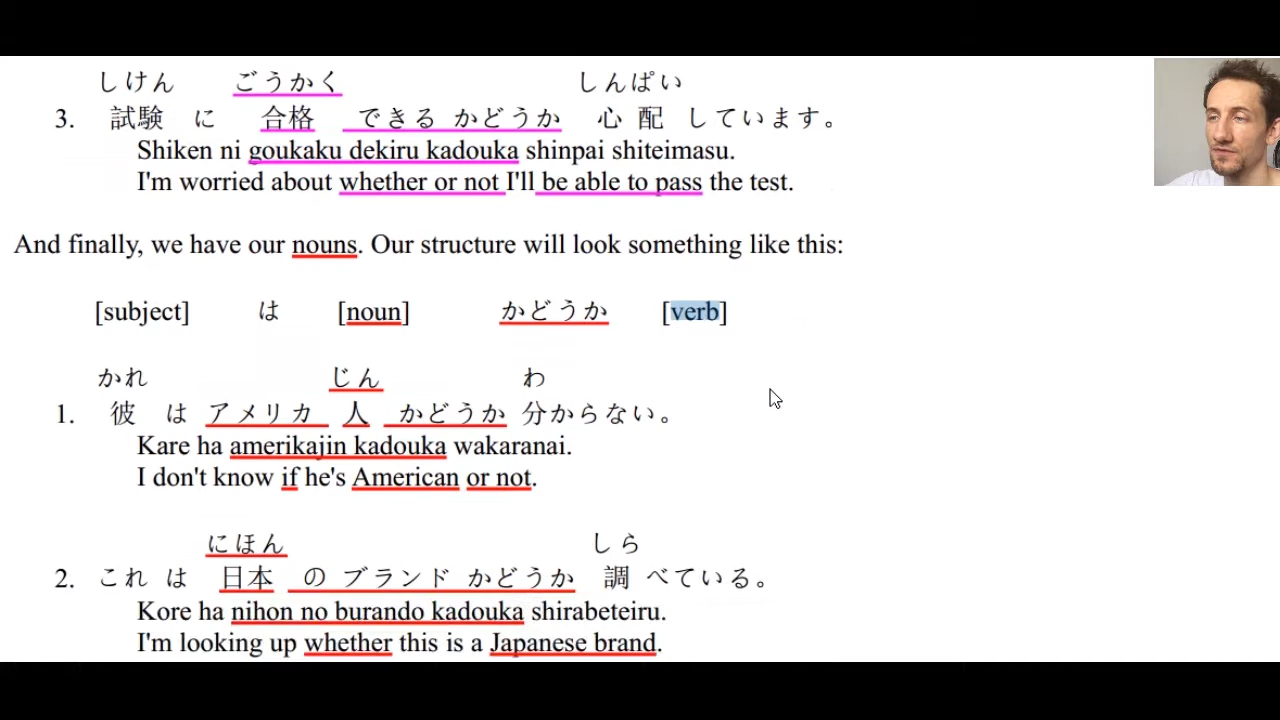 しけん ごうかく しんぱい
3. 試験 に 合格 できる かどうか 心 配 しています。
Shiken ni goukaku dekiru kadouka shinpai shiteimasu.
I'm worried about whether or not I'll be able to pass the test.
And finally, we have our nouns. Our structure will look something like this:
[subject] は [noun] かどうか [verb]
かれ じん わ
1. 彼 は アメリカ 人 かどうか 分からない。
Kare ha amerikajin kadouka wakaranai.
I don't know if he's American or not.
にほん しら
2. これ は 日本 の ブランド かどうか 調 べている。
Kore ha nihon no burando kadouka shirabeteiru.
I'm looking up whether this is a Japanese brand.